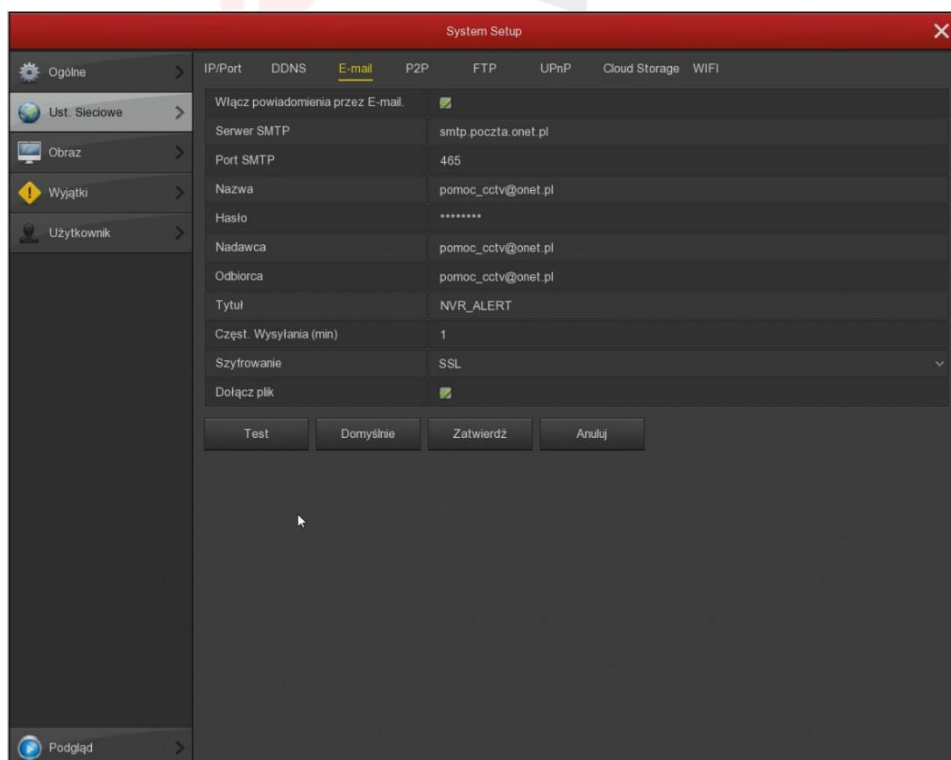 System Setup
Ogólne
Ust. Sieciowe
Obraz
Wyjątki
Użytkownik
Podgląd
IP/Port DDNS E-mail P2P FTP UPnP Cloud Storage WIFI
Włącz powiadomienia przez E-mail.
Serwer SMTP smtp.poczta.onet.pl
Port SMTP 465
Nazwa pomoc_cctv@onet.pl
Hasło ********
Nadawca pomoc_cctv@onet.pl
Odbiorca pomoc_cctv@onet.pl
Tytuł NVR_ALERT
Częst. Wysyłania (min) 1
Szyfrowanie SSL
Dołącz plik
Test Domyślnie Zatwierdź Anuluj